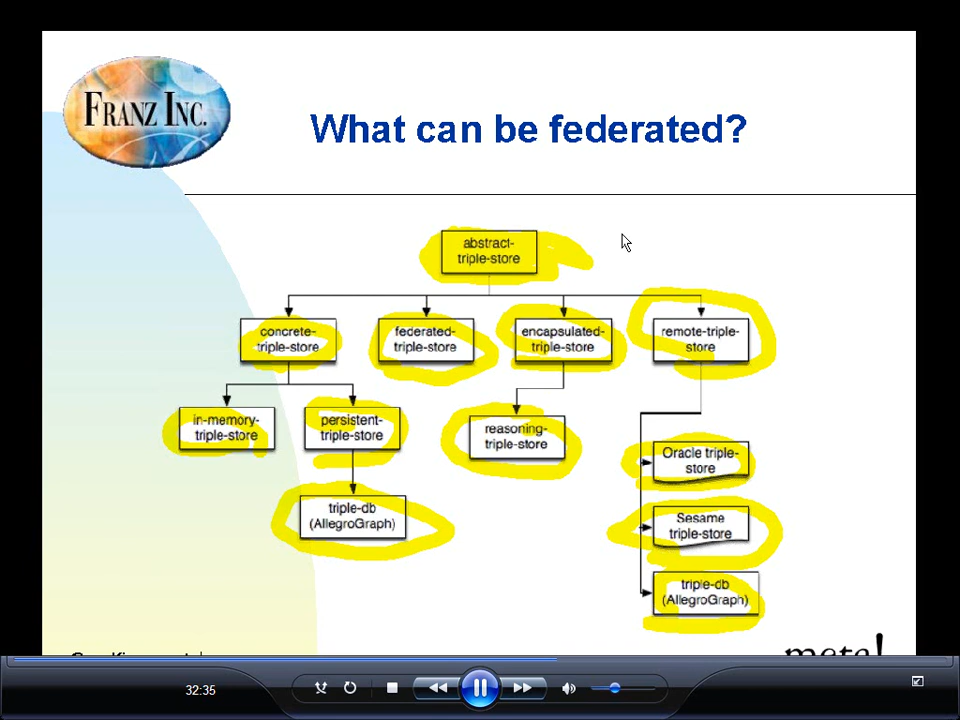 FRANZ INC.
What can be federated?
abstract-
triple-store
concrete-
triple-store
federated-
triple-store
encapsulated-
triple-store
remote-triple-
store
in-memory-
triple-store
persistent-
triple-store
reasoning-
triple-store
Oracle triple-
store
triple-db
(AllegroGraph)
Sesame
triple-store
triple-db
(AllegroGraph)
meta!
32:35